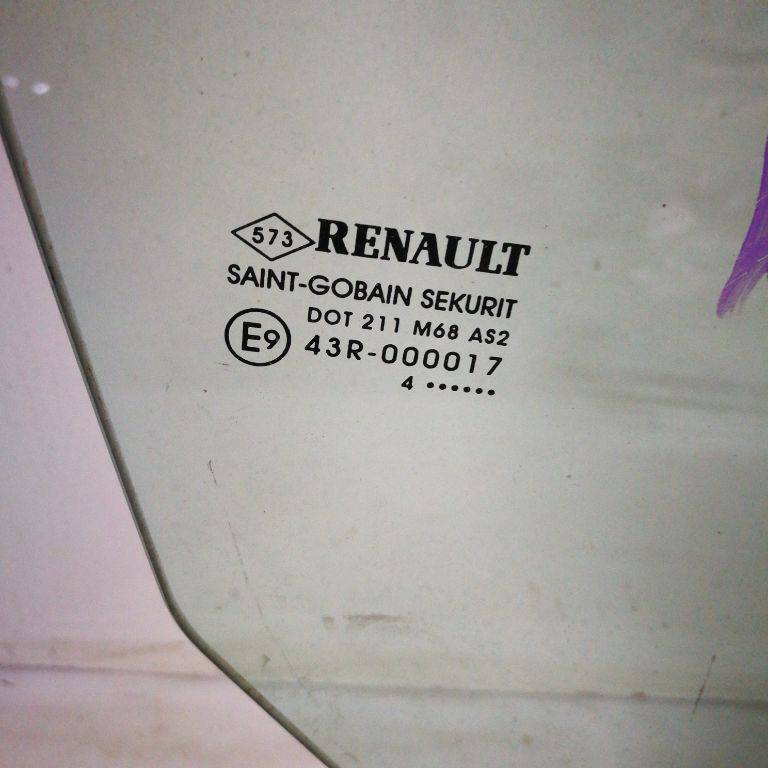 573 RENAULT
SAINT-GOBAIN SEKURIT
DOT 211 M68 AS2
E9 43R-000017
4 ••••••